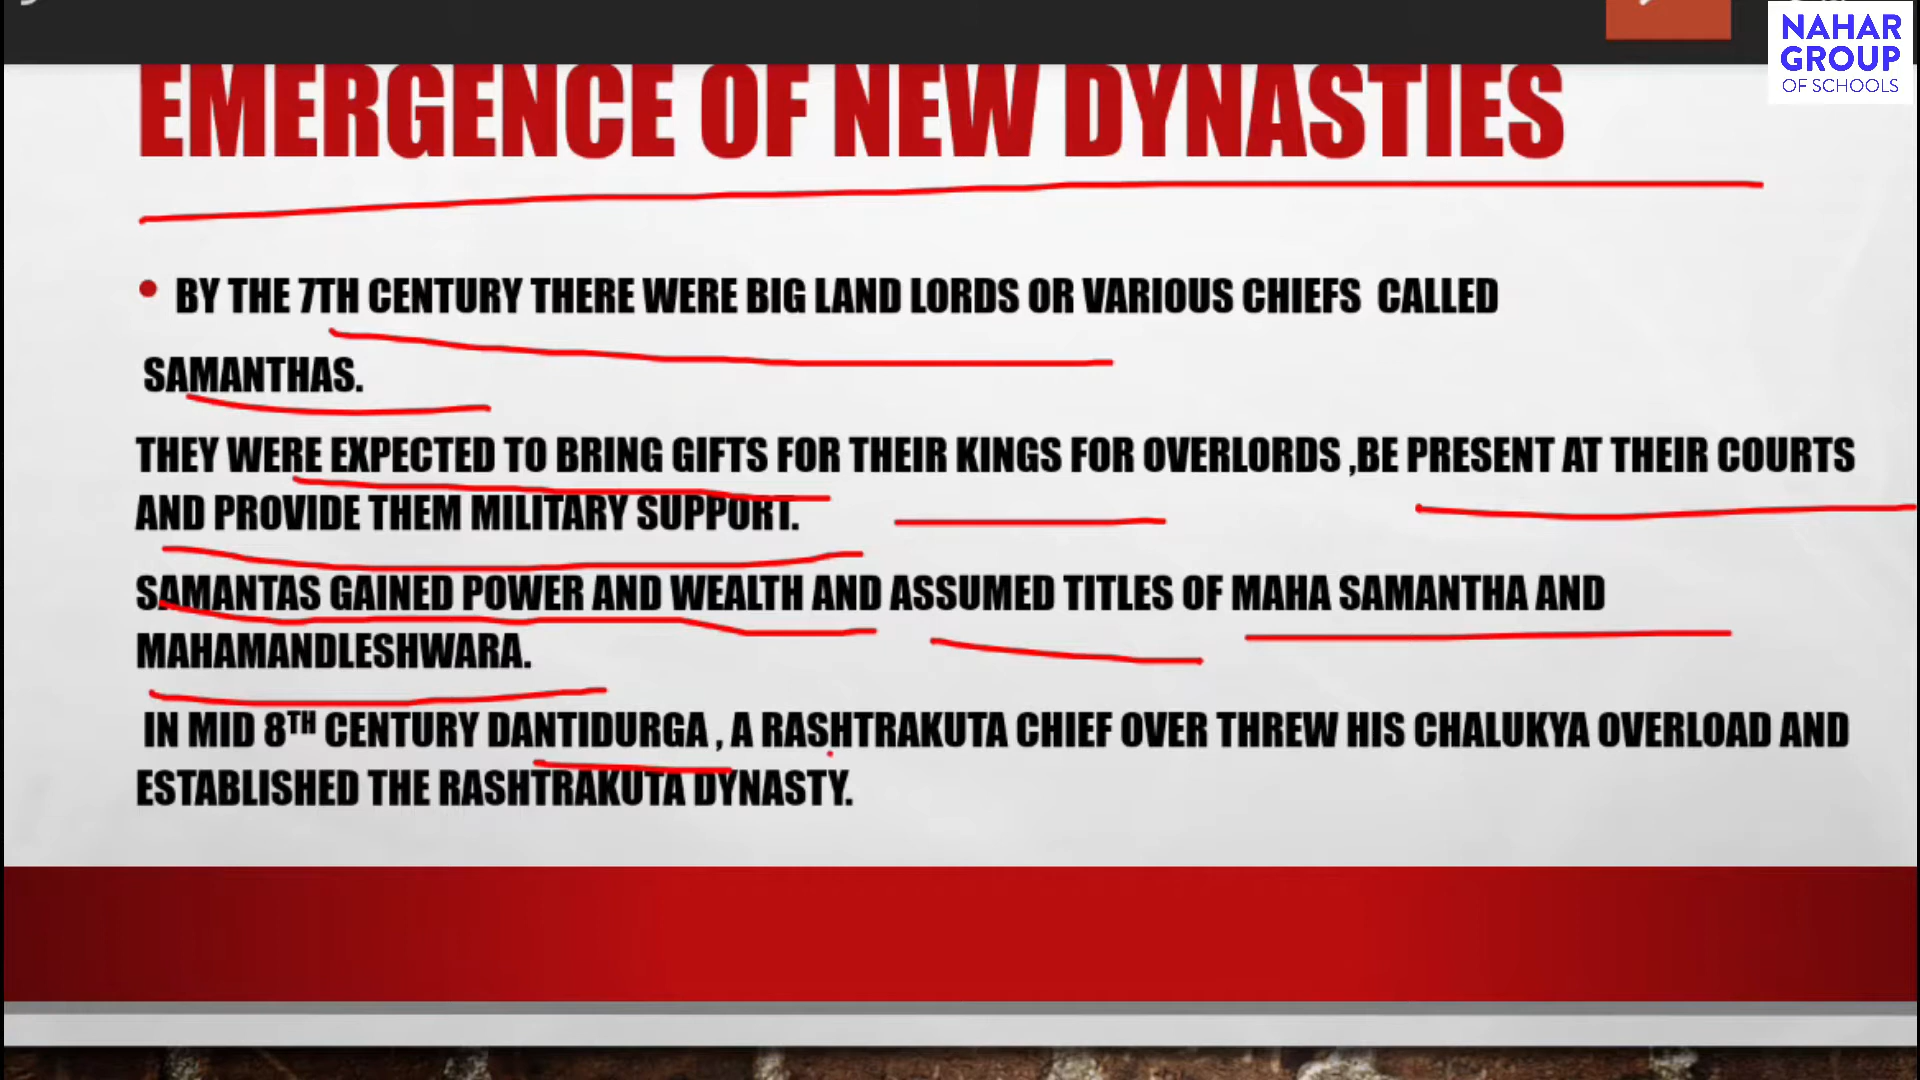 NAHAR
GROUP
OF SCHOOLS
EMERGENCE OF NEW DYNASTIES
• BY THE 7TH CENTURY THERE WERE BIG LAND LORDS OR VARIOUS CHIEFS CALLED
SAMANTHAS.
THEY WERE EXPECTED TO BRING GIFTS FOR THEIR KINGS FOR OVERLORDS ,BE PRESENT AT THEIR COURTS
AND PROVIDE THEM MILITARY SUPPORT.
SAMANTAS GAINED POWER AND WEALTH AND ASSUMED TITLES OF MAHA SAMANTHA AND
MAHAMANDLESHWARA.
IN MID 8TH CENTURY DANTIDURGA , A RASHTRAKUTA CHIEF OVER THREW HIS CHALUKYA OVERLOAD AND
ESTABLISHED THE RASHTRAKUTA DYNASTY.